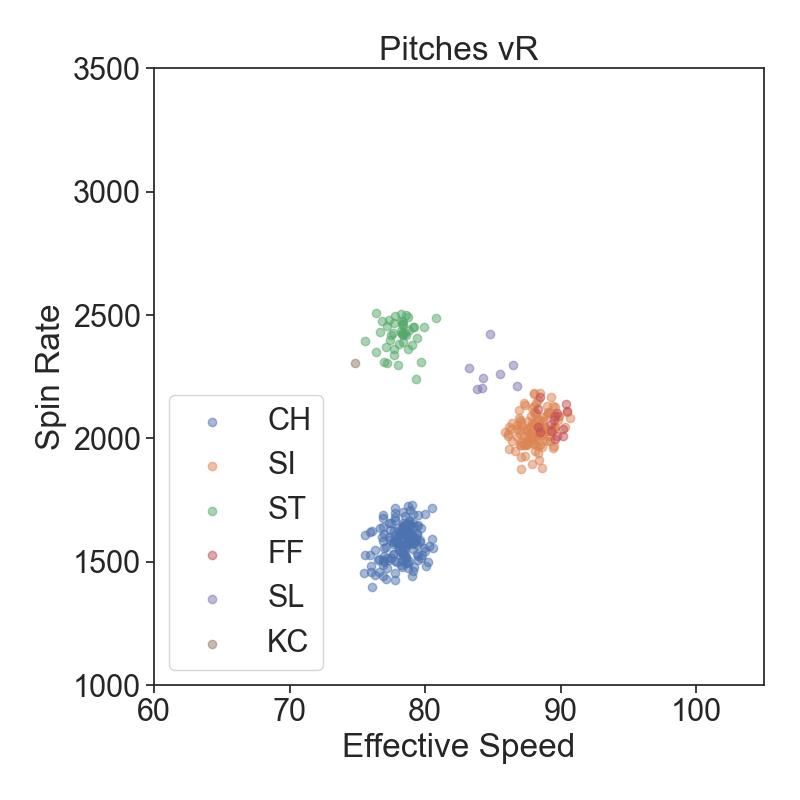 Pitches vR
3500
3000
2500
2000
1500
1000
Spin Rate
CH
SI
ST
FF
SL
KC
60 70 80 90 100
Effective Speed